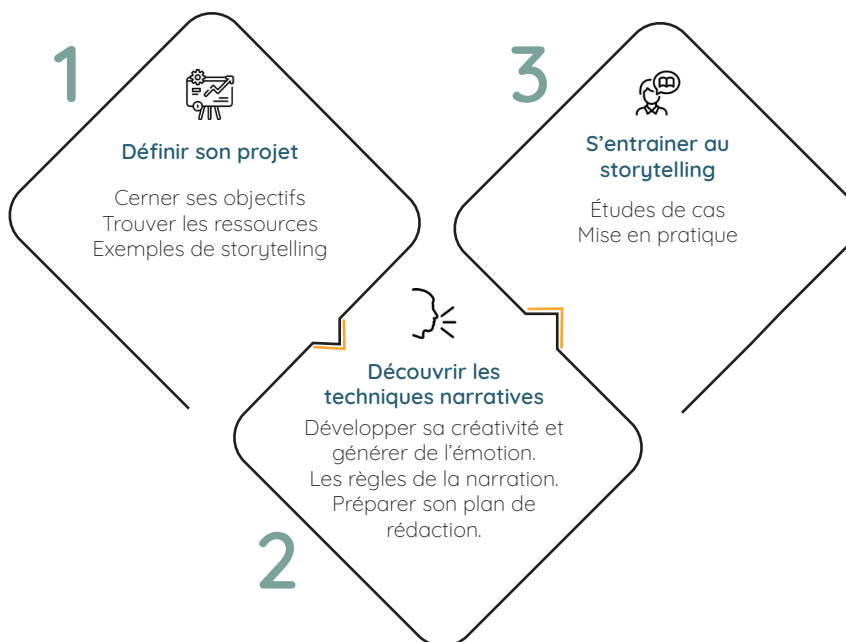 1
Définir son projet
Cerner ses objectifs
Trouver les ressources
Exemples de storytelling
2
Découvrir les
techniques narratives
Développer sa créativité et
générer de l'émotion.
Les règles de la narration.
Préparer son plan de
rédaction.
3
S'entrainer au
storytelling
Études de cas
Mise en pratique